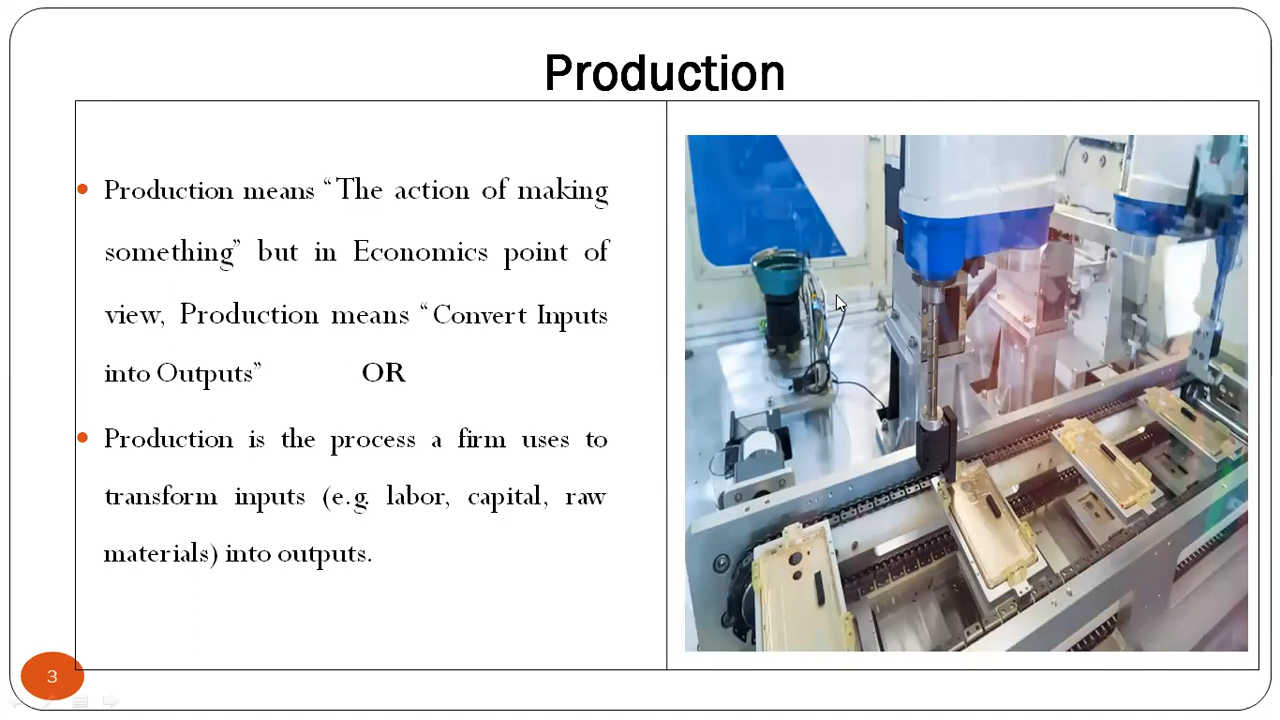 Production
Production means “The action of making
something” but in Economics point of
view, Production means “Convert Inputs
into Outputs” OR
Production is the process a firm uses to
transform inputs (e.g. labor, capital, raw
materials) into outputs.
3